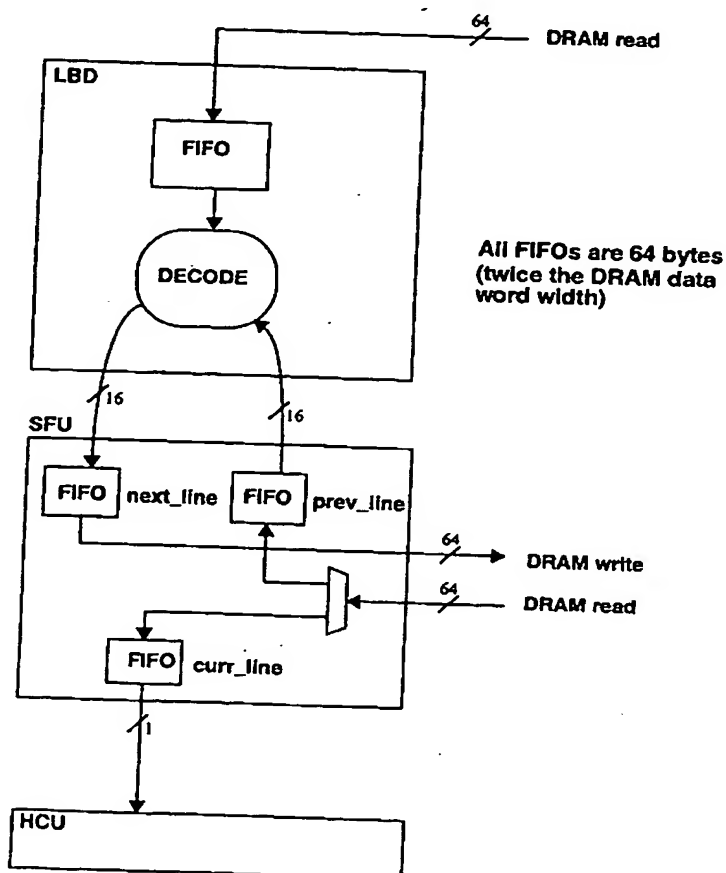 64
DRAM read
LBD
FIFO
DECODE
All FIFOs are 64 bytes
(twice the DRAM data
word width)
16
16
SFU
FIFO
next_line
FIFO
prev_line
64
DRAM write
64
DRAM read
FIFO
curr_line
1
HCU